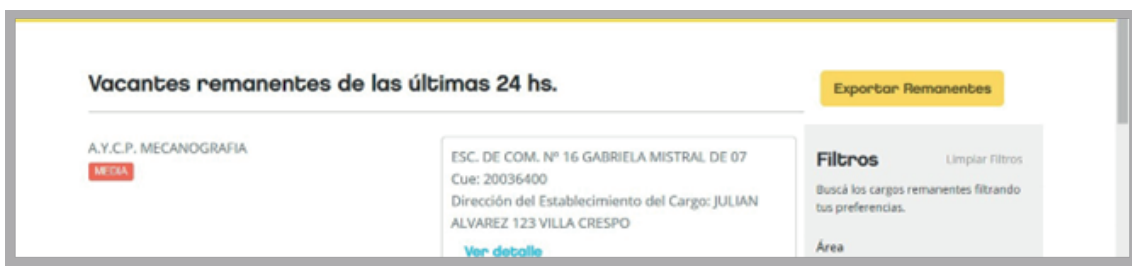 Vacantes remanentes de las últimas 24 hs.
Exportar Remanentes
A.Y.C.P. MECANOGRAFIA
MEDIA
ESC. DE COM. Nº 16 GABRIELA MISTRAL DE 07
Cue: 20036400
Dirección del Establecimiento del Cargo: JULIAN
ALVAREZ 123 VILLA CRESPO
Ver detalle
Filtros
Limpiar Filtros
Buscá los cargos remanentes filtrando
tus preferencias.
Área